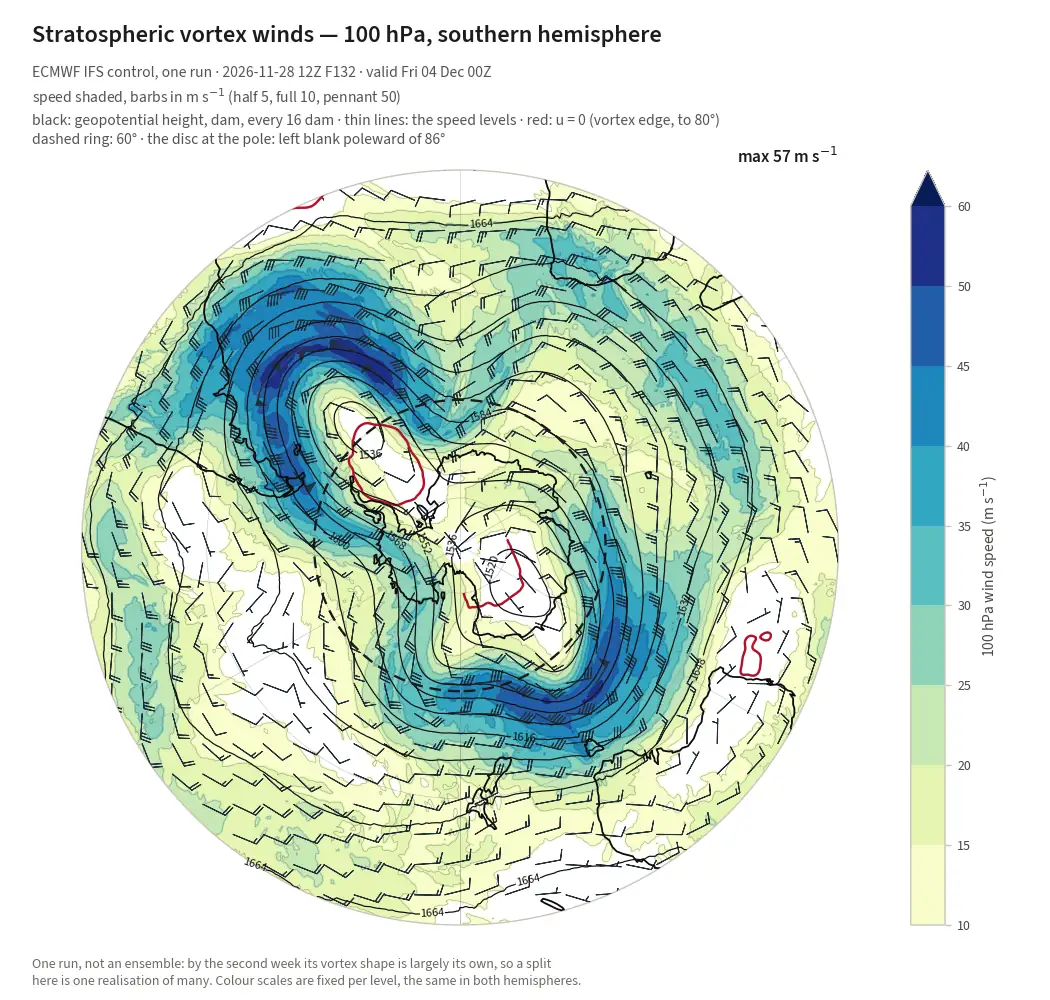 Stratospheric vortex winds — 100 hPa, southern hemisphere
ECMWF IFS control, one run · 2026-11-28 12Z F132 · valid Fri 04 Dec 00Z
speed shaded, barbs in m s⁻¹ (half 5, full 10, pennant 50)
black: geopotential height, dam, every 16 dam · thin lines: the speed levels · red: u = 0 (vortex edge, to 80°)
dashed ring: 60° · the disc at the pole: left blank poleward of 86°
max 57 m s⁻¹
1664
1584
1536
1552
1536
1520
1568
1600
1632
1648
1616
1664
1664
1664
60
50
45
40
35
30
25
20
15
10
100 hPa wind speed (m s⁻¹)
One run, not an ensemble: by the second week its vortex shape is largely its own, so a split
here is one realisation of many. Colour scales are fixed per level, the same in both hemispheres.